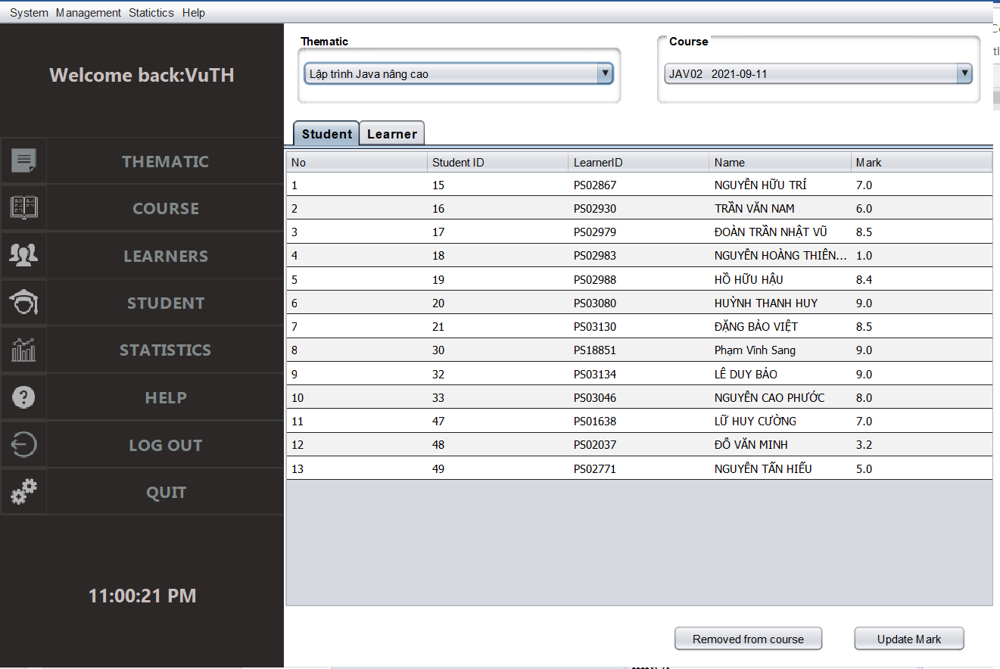 System Management Statictics Help
Welcome back:VuTH
THEMATIC
COURSE
LEARNERS
STUDENT
STATISTICS
HELP
LOG OUT
QUIT
11:00:21 PM
Thematic
Lập trình Java nâng cao
Course
JAV02 2021-09-11
Student Learner
No Student ID LearnerID Name Mark
1 15 PS02867 NGUYỄN HỮU TRÍ 7.0
2 16 PS02930 TRẦN VĂN NAM 6.0
3 17 PS02979 ĐOÀN TRẦN NHẬT VŨ 8.5
4 18 PS02983 NGUYỄN HOÀNG THIÊN... 1.0
5 19 PS02988 HỒ HỮU HẬU 8.4
6 20 PS03080 HUỲNH THANH HUY 9.0
7 21 PS03130 ĐẶNG BẢO VIỆT 8.5
8 30 PS18851 Phạm Vĩnh Sang 9.0
9 32 PS03134 LÊ DUY BẢO 9.0
10 33 PS03046 NGUYỄN CAO PHƯỚC 8.0
11 47 PS01638 LỮ HUY CƯỜNG 7.0
12 48 PS02037 ĐỖ VĂN MINH 3.2
13 49 PS02771 NGUYỄN TẤN HIẾU 5.0
Removed from course Update Mark